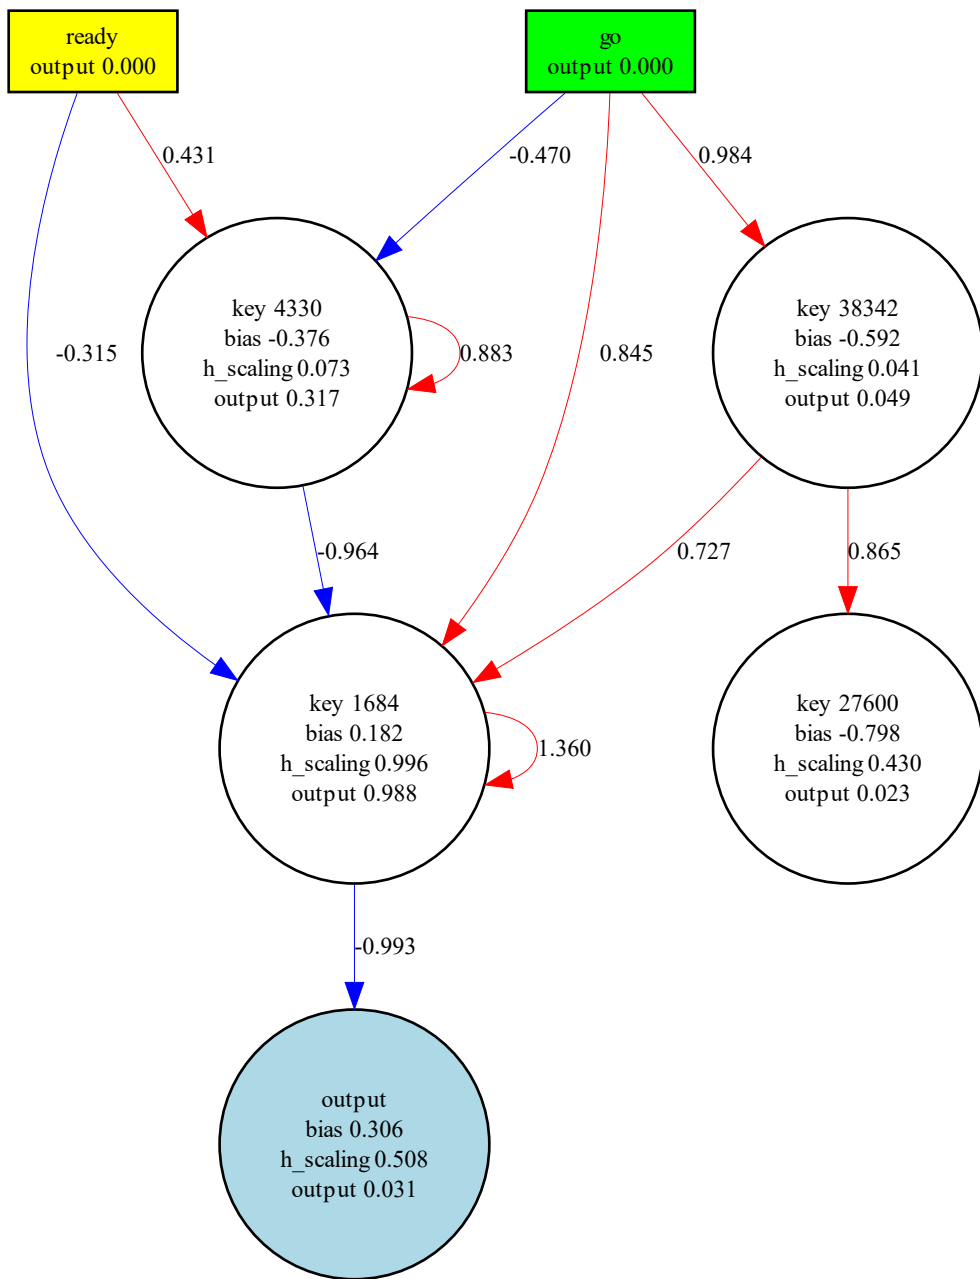 ready
output 0.000
go
output 0.000
0.431
-0.470
0.984
key 4330
bias -0.376
h_scaling 0.073
output 0.317
key 38342
bias -0.592
h_scaling 0.041
output 0.049
-0.315
0.883
0.845
-0.964
0.727
0.865
key 1684
bias 0.182
h_scaling 0.996
output 0.988
1.360
key 27600
bias -0.798
h_scaling 0.430
output 0.023
-0.993
output
bias 0.306
h_scaling 0.508
output 0.031